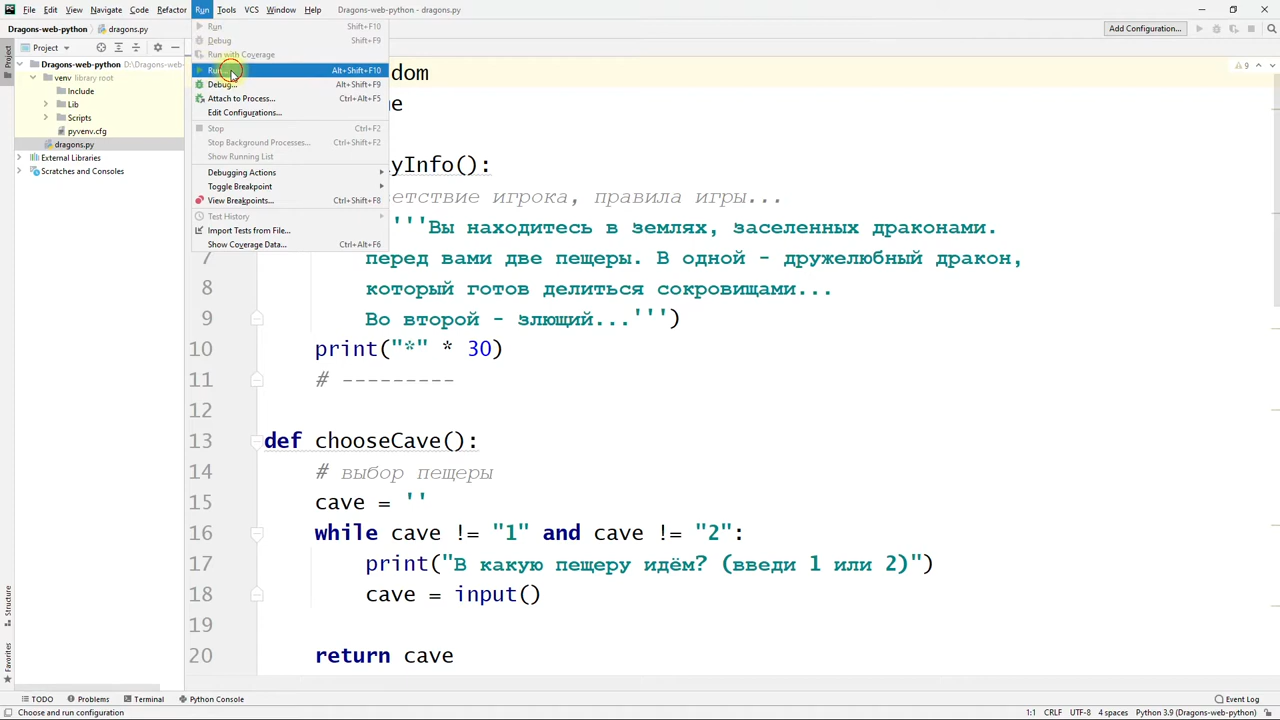 File Edit View Navigate Code Refactor Run Tools VCS Window Help Dragons-web-python - dragons.py
Dragons-web-python dragons.py Add Configuration...
Project
Project
Run Shift+F10
Debug Shift+F9
Run with Coverage
Run... Alt+Shift+F10
Debug... Alt+Shift+F9
Attach to Process... Ctrl+Alt+F5
Edit Configurations...
Stop Ctrl+F2
Stop Background Processes... Ctrl+Shift+F2
Show Running List
Debugging Actions
Toggle Breakpoint
View Breakpoints... Ctrl+Shift+F8
Test History
Import Tests from File...
Show Coverage Data... Ctrl+Alt+F6
Dragons-web-python D:\Dragons-web-
venv library root
Include
Lib
Scripts
pyvenv.cfg
dragons.py
External Libraries
Scratches and Consoles
9
dom
e
yInfo():
етствие игрока, правила игры...
'''Вы находитесь в землях, заселенных драконами.
7 перед вами две пещеры. В одной - дружелюбный дракон,
8 который готов делиться сокровищами...
9 Во второй - злющий...''')
10 print("*" * 30)
11 # ---------
12
13 def chooseCave():
14 # выбор пещеры
15 cave = ''
16 while cave != "1" and cave != "2":
17 print("В какую пещеру идём? (введи 1 или 2)")
18 cave = input()
19
20 return cave
Structure
Favorites
TODO Problems Terminal Python Console Event Log
Choose and run configuration 1:1 CRLF UTF-8 4 spaces Python 3.9 (Dragons-web-python)